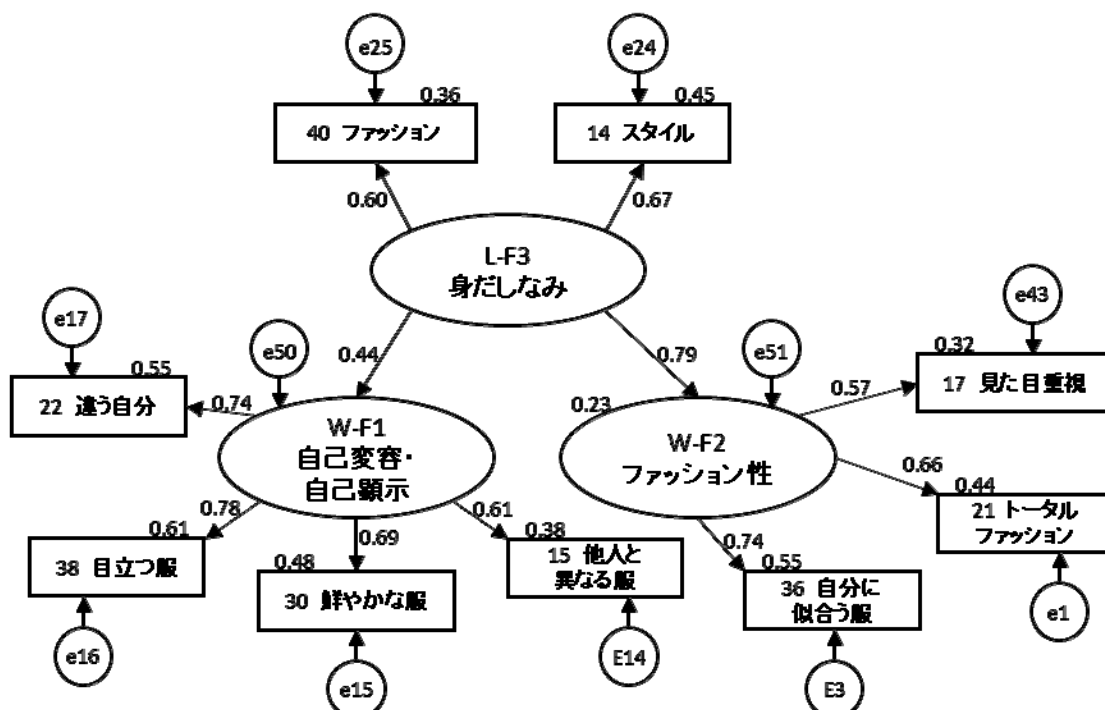 e25
e24
0.36
0.45
40 ファッション
14 スタイル
0.60
0.67
L-F3
身だしなみ
e17
e50
0.44
0.79
e51
e43
0.55
0.32
22 違う自分
0.74
0.23
0.57
17 見た目重視
W-F1
自己変容・
自己顕示
W-F2
ファッション性
0.66
0.44
21 トータル
ファッション
0.78
0.61
0.69
0.61
0.38
0.74
0.55
38 目立つ服
0.48
30 鮮やかな服
15 他人と
異なる服
36 自分に
似合う服
e1
e16
e15
E14
E3